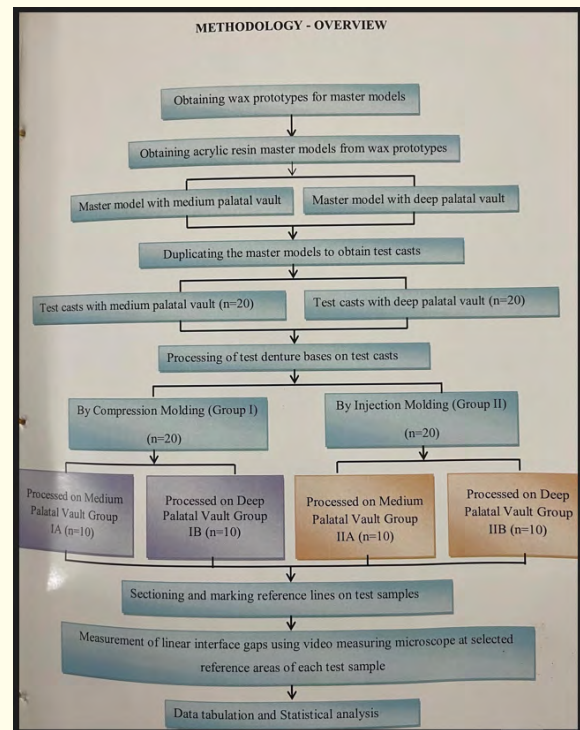 METHODOLOGY - OVERVIEW
Obtaining wax prototypes for master models
Obtaining acrylic resin master models from wax prototypes
Master model with medium palatal vault
Master model with deep palatal vault
Duplicating the master models to obtain test casts
Test casts with medium palatal vault (n=20)
Test casts with deep palatal vault (n=20)
Processing of test denture bases on test casts
By Compression Molding (Group I)
(n=20)
By Injection Molding (Group II)
(n=20)
Processed on Medium
Palatal Vault Group
IA (n=10)
Processed on Deep
Palatal Vault Group
IB (n=10)
Processed on Medium
Palatal Vault Group
IIA (n=10)
Processed on Deep
Palatal Vault Group
IIB (n=10)
Sectioning and marking reference lines on test samples
Measurement of linear interface gaps using video measuring microscope at selected
reference areas of each test sample
Data tabulation and Statistical analysis